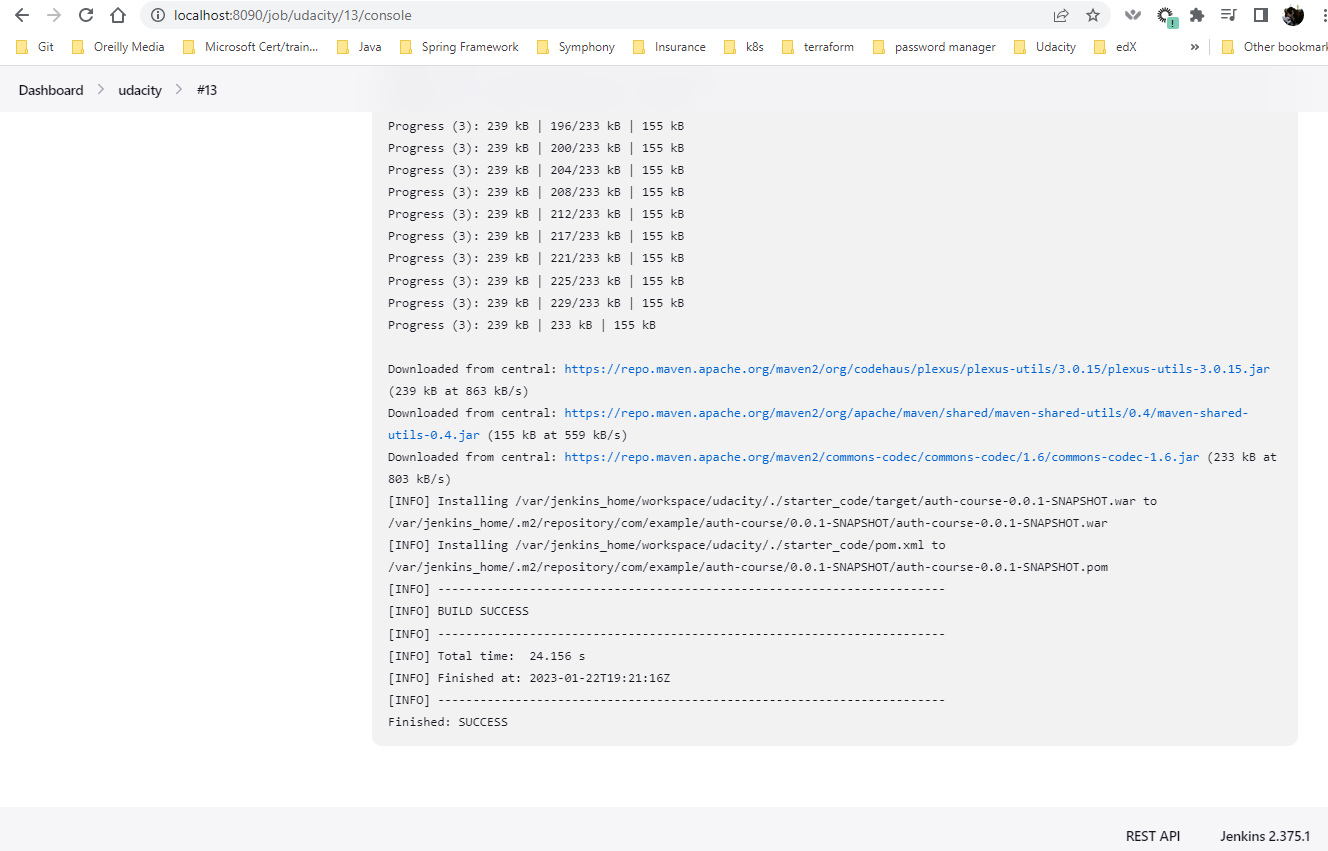 localhost:8090/job/udacity/13/console
Git Oreilly Media Microsoft Cert/train... Java Spring Framework Symphony Insurance k8s terraform password manager Udacity edX » Other bookmark
Dashboard > udacity > #13
Progress (3): 239 kB | 196/233 kB | 155 kB
Progress (3): 239 kB | 200/233 kB | 155 kB
Progress (3): 239 kB | 204/233 kB | 155 kB
Progress (3): 239 kB | 208/233 kB | 155 kB
Progress (3): 239 kB | 212/233 kB | 155 kB
Progress (3): 239 kB | 217/233 kB | 155 kB
Progress (3): 239 kB | 221/233 kB | 155 kB
Progress (3): 239 kB | 225/233 kB | 155 kB
Progress (3): 239 kB | 229/233 kB | 155 kB
Progress (3): 239 kB | 233 kB | 155 kB
Downloaded from central: https://repo.maven.apache.org/maven2/org/codehaus/plexus/plexus-utils/3.0.15/plexus-utils-3.0.15.jar
(239 kB at 863 kB/s)
Downloaded from central: https://repo.maven.apache.org/maven2/org/apache/maven/shared/maven-shared-utils/0.4/maven-shared-
utils-0.4.jar (155 kB at 559 kB/s)
Downloaded from central: https://repo.maven.apache.org/maven2/commons-codec/commons-codec/1.6/commons-codec-1.6.jar (233 kB at
803 kB/s)
[INFO] Installing /var/jenkins_home/workspace/udacity/./starter_code/target/auth-course-0.0.1-SNAPSHOT.war to
/var/jenkins_home/.m2/repository/com/example/auth-course/0.0.1-SNAPSHOT/auth-course-0.0.1-SNAPSHOT.war
[INFO] Installing /var/jenkins_home/workspace/udacity/./starter_code/pom.xml to
/var/jenkins_home/.m2/repository/com/example/auth-course/0.0.1-SNAPSHOT/auth-course-0.0.1-SNAPSHOT.pom
[INFO] ------------------------------------------------------------------------
[INFO] BUILD SUCCESS
[INFO] ------------------------------------------------------------------------
[INFO] Total time:  24.156 s
[INFO] Finished at: 2023-01-22T19:21:16Z
[INFO] ------------------------------------------------------------------------
Finished: SUCCESS
REST API Jenkins 2.375.1